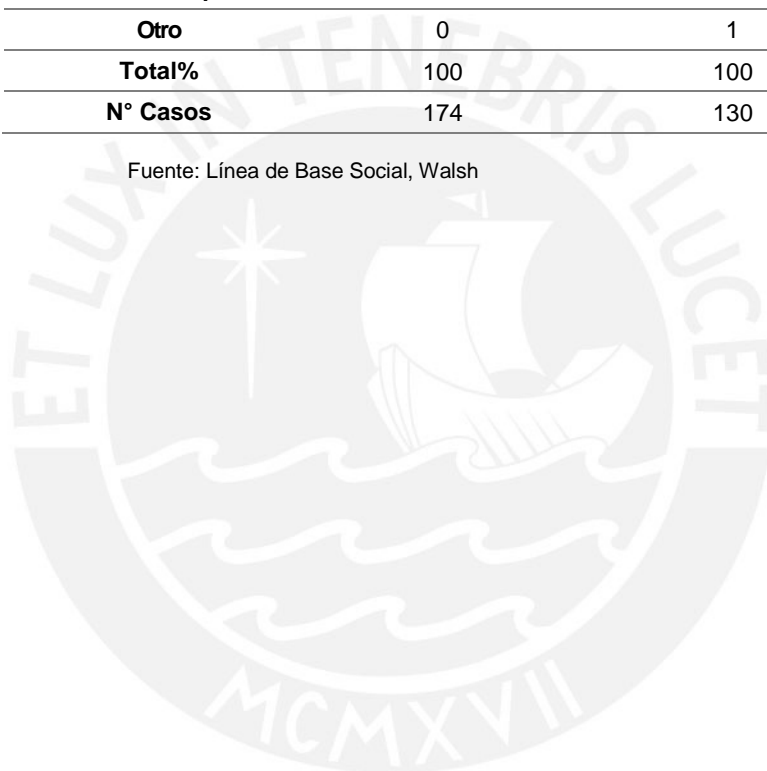 Otro 0 1
Total% 100 100
N° Casos 174 130
Fuente: Línea de Base Social, Walsh
ET LUX IN TENEBRIS LUCET
MCMXVII